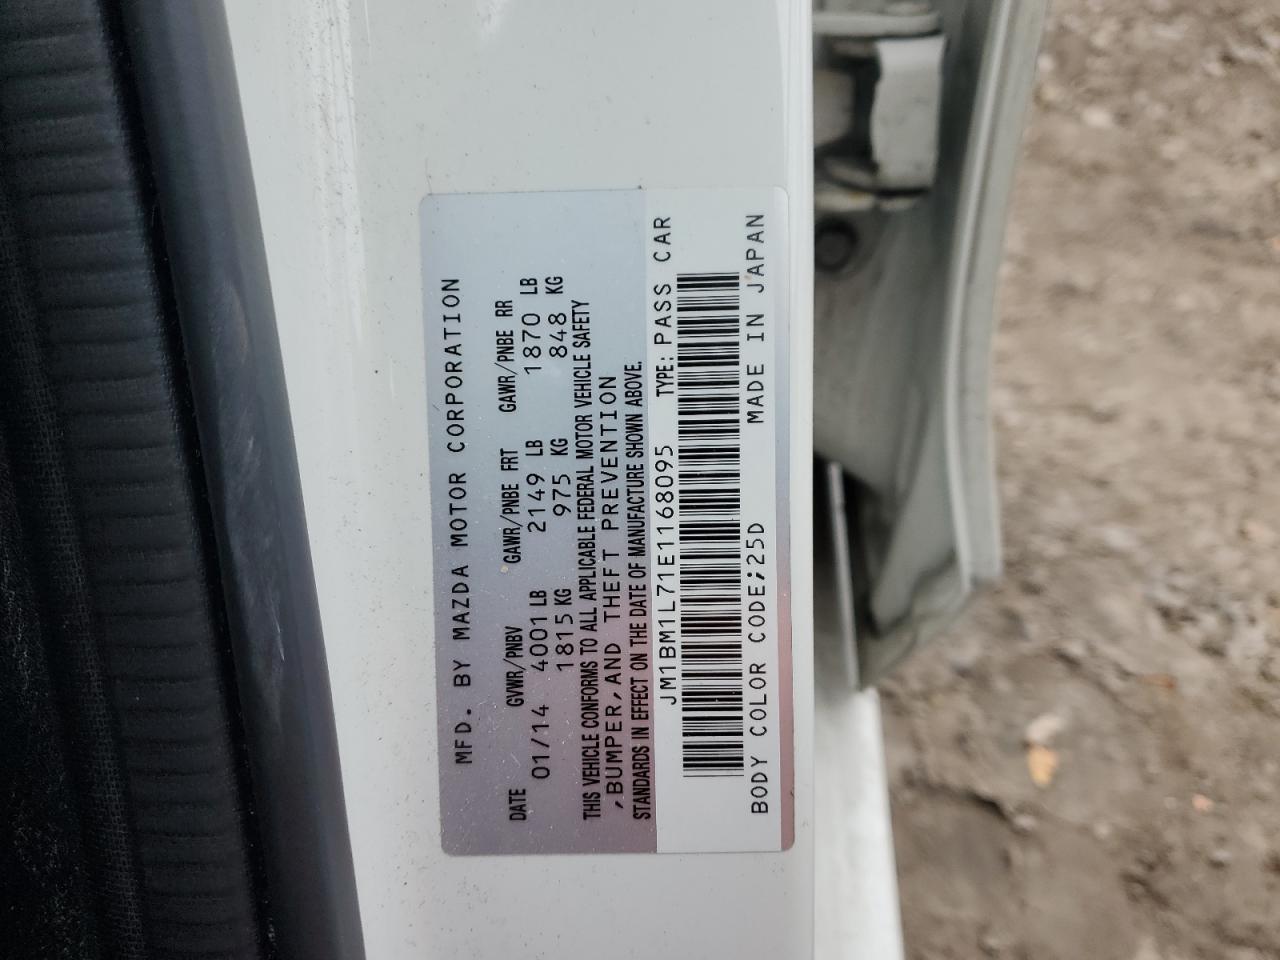 MFD. BY MAZDA MOTOR CORPORATION
DATE GVWR/PNBV GAWR/PNBE FRT GAWR/PNBE RR
01/14 4001 LB 2149 LB 1870 LB
1815 KG 975 KG 848 KG
THIS VEHICLE CONFORMS TO ALL APPLICABLE FEDERAL MOTOR VEHICLE SAFETY
,BUMPER,AND THEFT PREVENTION
STANDARDS IN EFFECT ON THE DATE OF MANUFACTURE SHOWN ABOVE.
JM1BM1L71E1168095 TYPE: PASS CAR
BODY COLOR CODE;25D MADE IN JAPAN